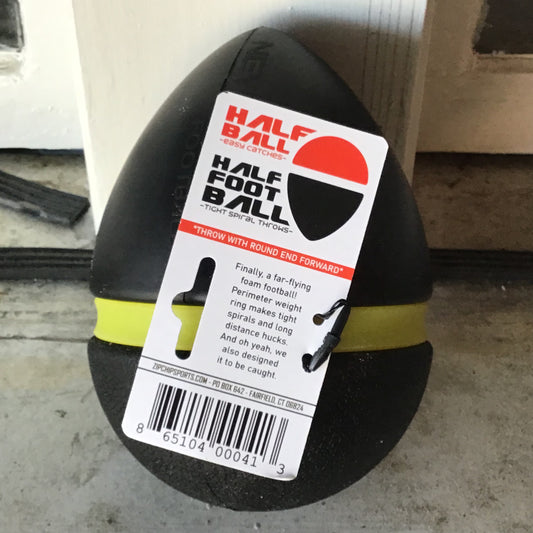 HALF
BALL
-EASY CATCHES-
HALF
FOOT
BALL
-TIGHT SPIRAL THROWS-
*THROW WITH ROUND END FORWARD*
Finally, a far-flying
foam football!
Perimeter weight
ring makes tight
spirals and long
distance hucks.
And oh yeah, we
also designed
it to be caught.
ZIPCHIPSPORTS.COM - PO BOX 642 - FAIRFIELD, CT 06824
8 65104 00041 3